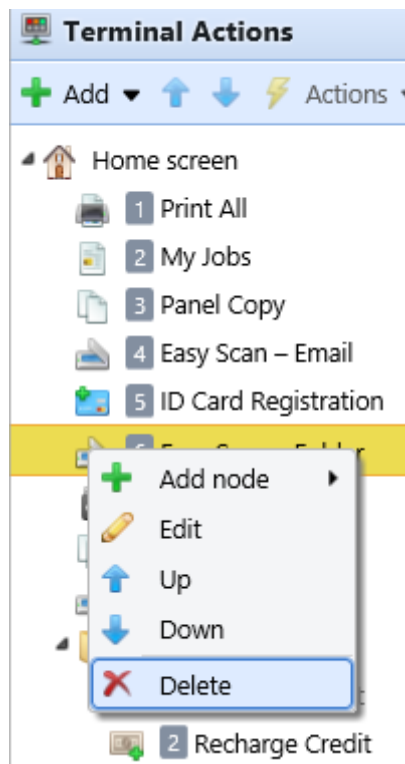 Terminal Actions
Add
Actions
Home screen
1 Print All
2 My Jobs
3 Panel Copy
4 Easy Scan – Email
5 ID Card Registration
Add node
Edit
Up
Down
Delete
2 Recharge Credit